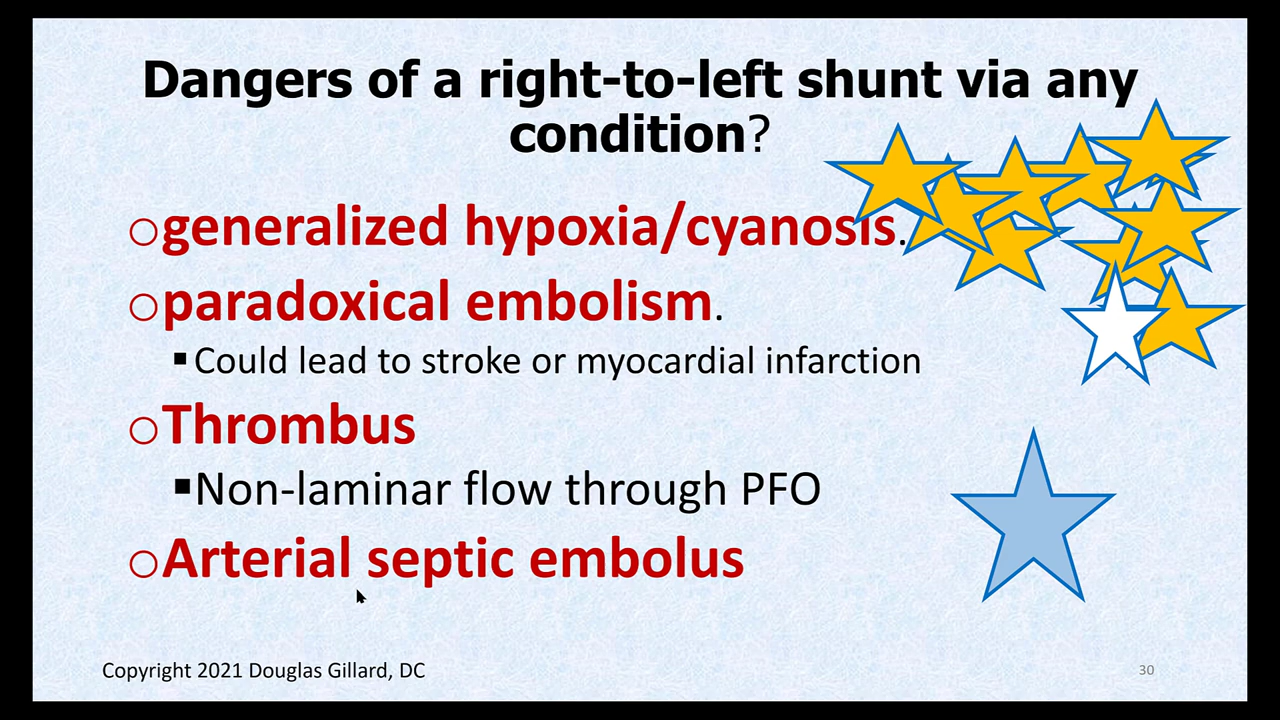 Dangers of a right-to-left shunt via any
condition?
generalized hypoxia/cyanosis.
paradoxical embolism.
Could lead to stroke or myocardial infarction
Thrombus
Non-laminar flow through PFO
Arterial septic embolus
Copyright 2021 Douglas Gillard, DC
30